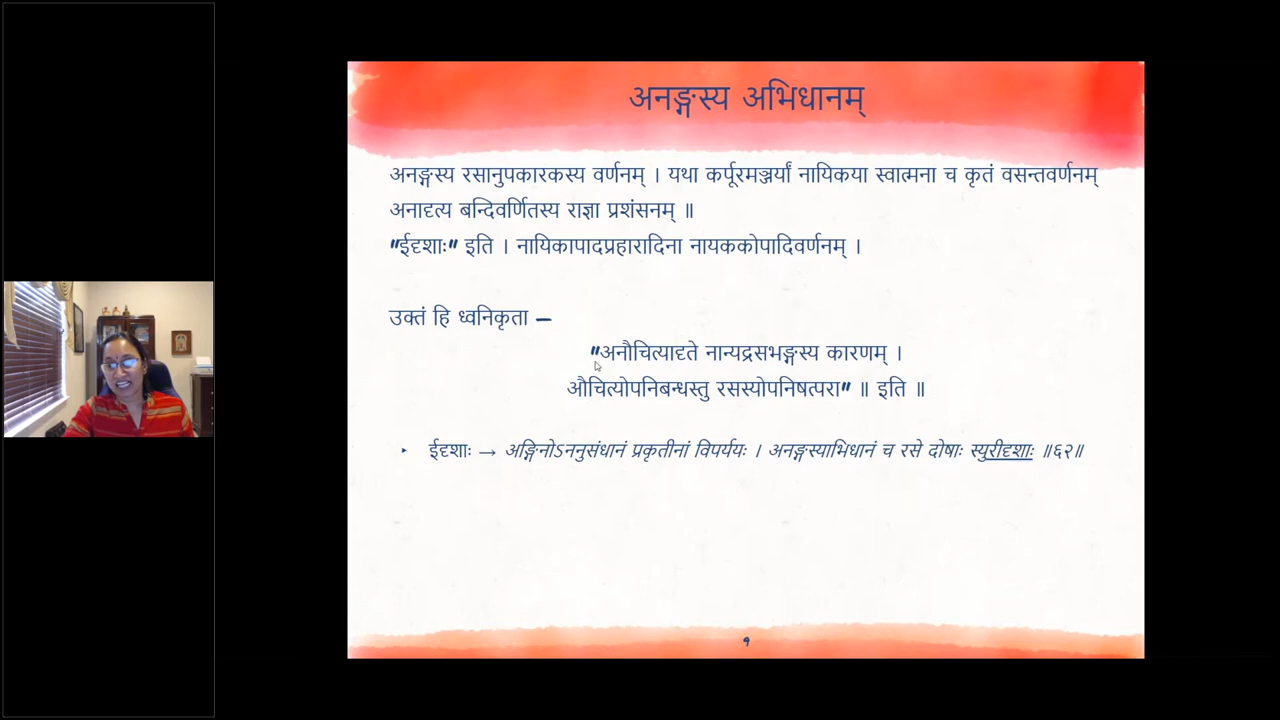 अनङ्गस्य अभिधानम्
अनङ्गस्य रसानुपकारकस्य वर्णनम् । यथा कर्पूरमञ्जर्यां नायिकया स्वात्मना च कृतं वसन्तवर्णनम्
अनादृत्य बन्दिवर्णितस्य राज्ञा प्रशंसनम् ॥
"ईदृशाः" इति । नायिकापादप्रहारादिना नायककोपादिवर्णनम् ।
उक्तं हि ध्वनिकृता –
"अनौचित्यादृते नान्यद्रसभङ्गस्य कारणम् ।
औचित्योपनिबन्धस्तु रसस्योपनिषत्परा" ॥ इति ॥
‣ ईदृशाः → अङ्गिनोऽननुसंधानं प्रकृतीनां विपर्ययः । अनङ्गस्याभिधानं च रसे दोषाः स्युरीदृशाः ॥६२॥
१